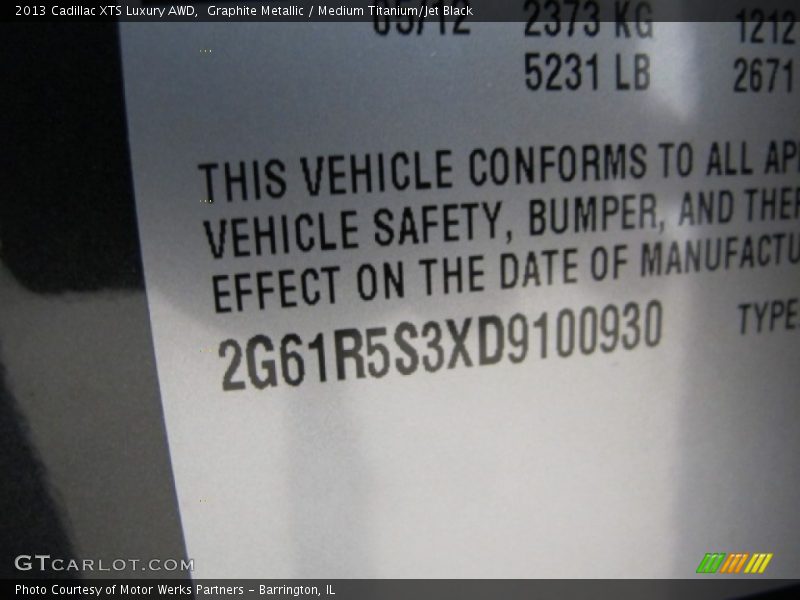 2013 Cadillac XTS Luxury AWD,  Graphite Metallic / Medium Titanium/Jet Black
03/12 2373 KG 1212
5231 LB 2671
THIS VEHICLE CONFORMS TO ALL AP
VEHICLE SAFETY, BUMPER, AND THE
EFFECT ON THE DATE OF MANUFACTU
2G61R5S3XD9100930 TYPE
GTCARLOT.COM
Photo Courtesy of Motor Werks Partners - Barrington, IL